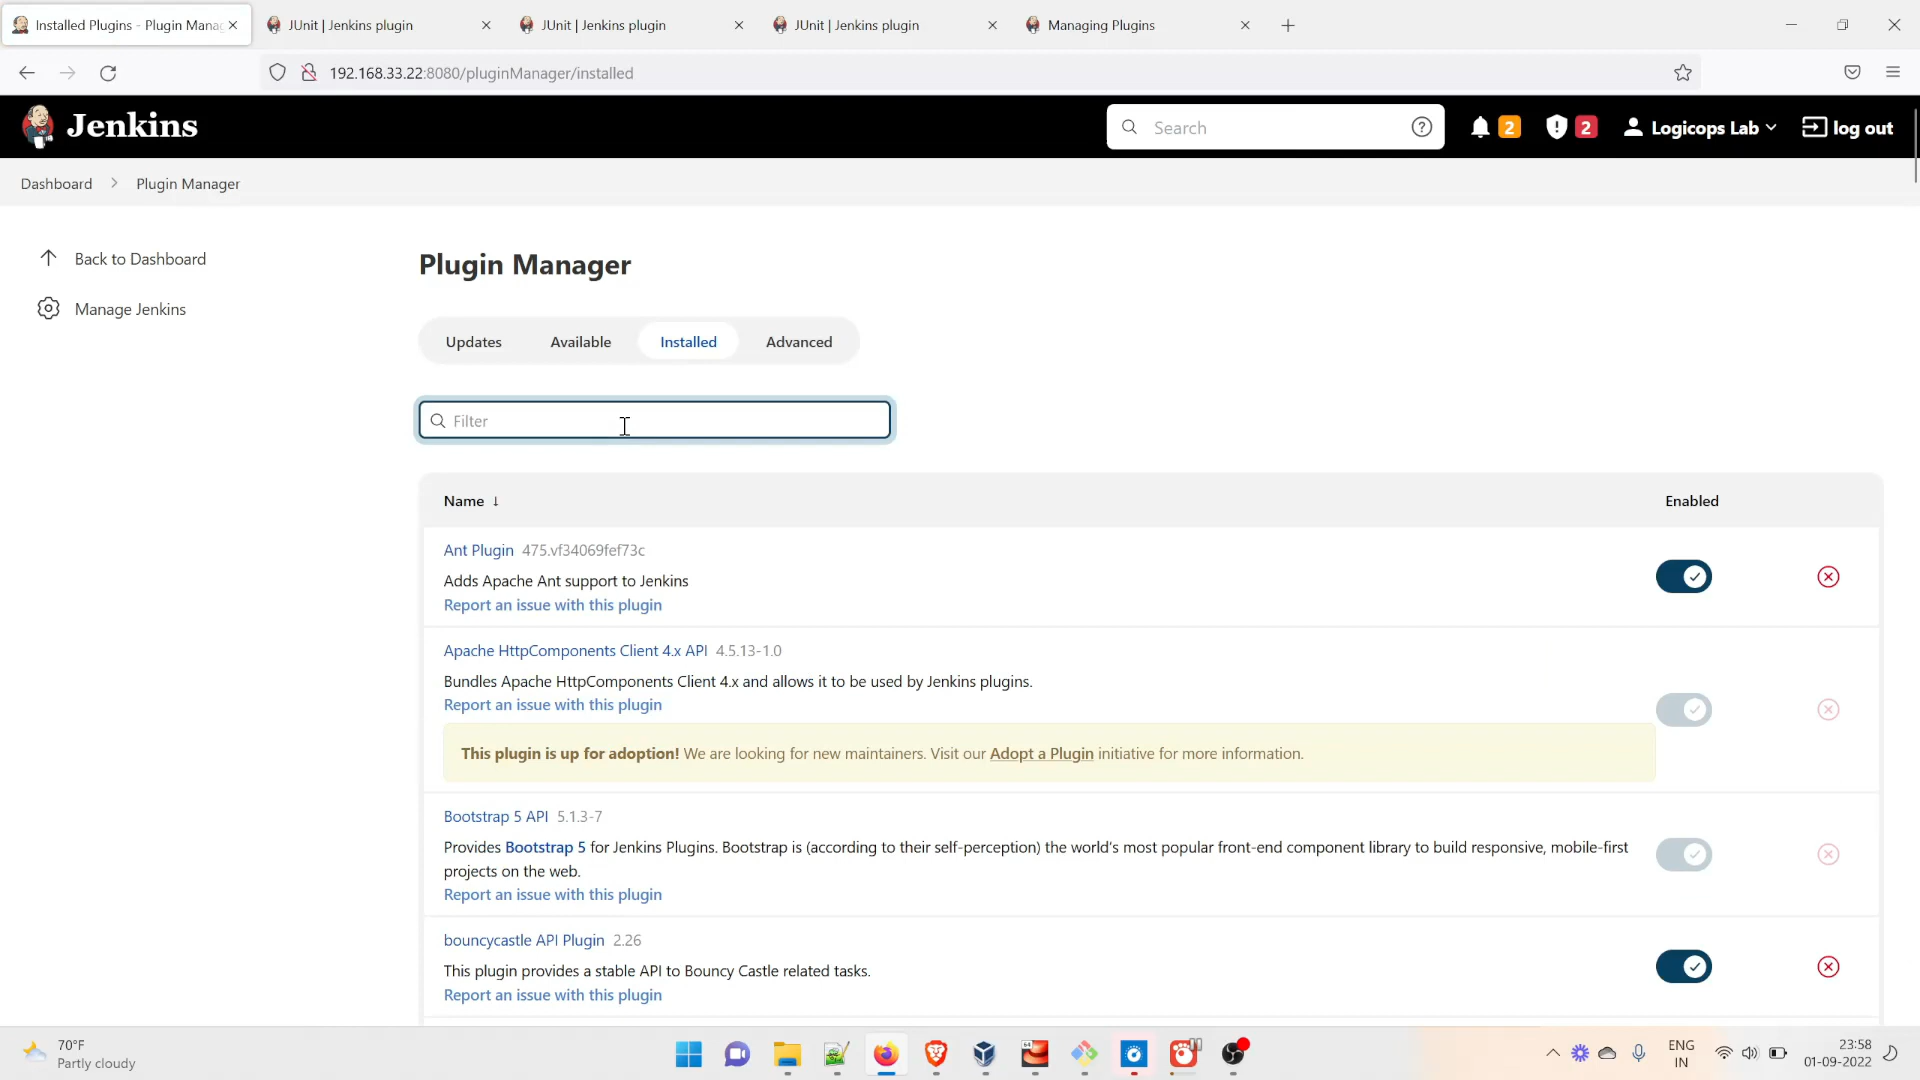 Installed Plugins - Plugin Manag
JUnit | Jenkins plugin
JUnit | Jenkins plugin
JUnit | Jenkins plugin
Managing Plugins
192.168.33.22:8080/pluginManager/installed
Jenkins
Search
2
2
Logicops Lab
log out
Dashboard
Plugin Manager
Back to Dashboard
Manage Jenkins
Plugin Manager
Updates
Available
Installed
Advanced
Filter
Name ↓
Enabled
Ant Plugin 475.vf34069fef73c
Adds Apache Ant support to Jenkins
Report an issue with this plugin
Apache HttpComponents Client 4.x API 4.5.13-1.0
Bundles Apache HttpComponents Client 4.x and allows it to be used by Jenkins plugins.
Report an issue with this plugin
This plugin is up for adoption! We are looking for new maintainers. Visit our Adopt a Plugin initiative for more information.
Bootstrap 5 API 5.1.3-7
Provides Bootstrap 5 for Jenkins Plugins. Bootstrap is (according to their self-perception) the world's most popular front-end component library to build responsive, mobile-first
projects on the web.
Report an issue with this plugin
bouncycastle API Plugin 2.26
This plugin provides a stable API to Bouncy Castle related tasks.
Report an issue with this plugin
70°F
Partly cloudy
64
ENG
IN
23:58
01-09-2022